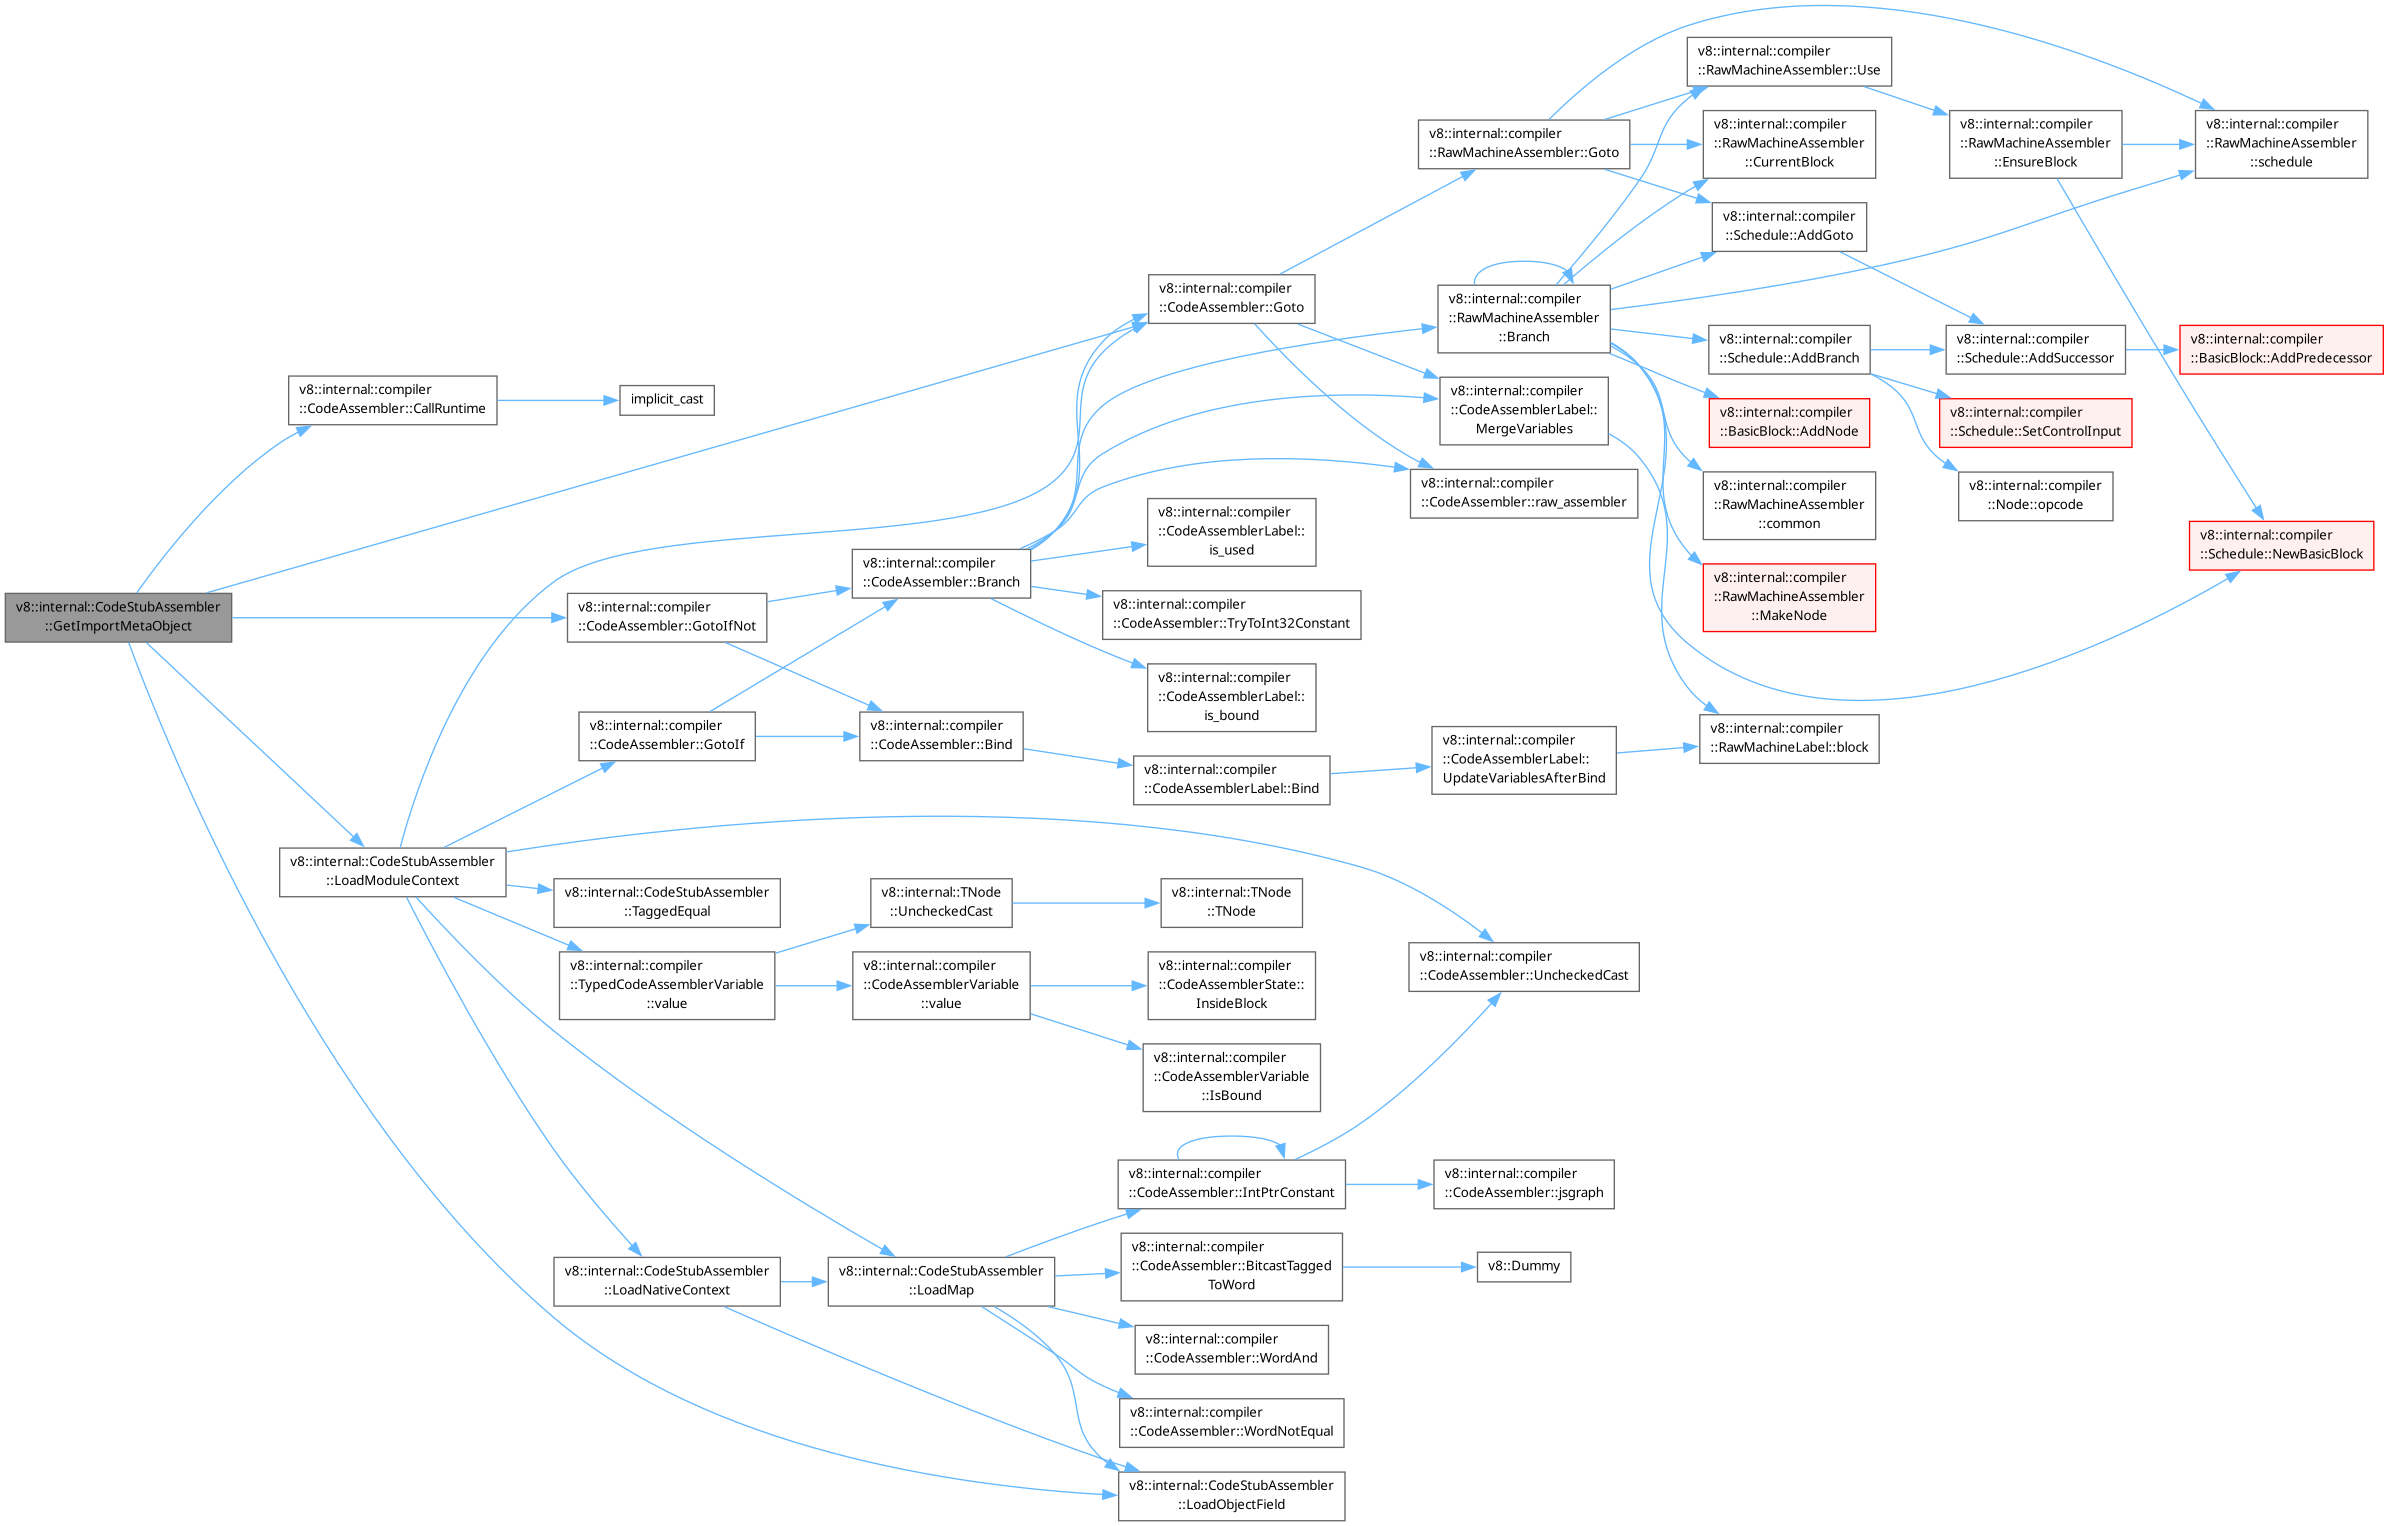 v8::internal::CodeStubAssembler
::GetImportMetaObject
v8::internal::compiler
::CodeAssembler::CallRuntime
implicit_cast
v8::internal::compiler
::CodeAssembler::Goto
v8::internal::compiler
::RawMachineAssembler::Goto
v8::internal::compiler
::RawMachineAssembler::Use
v8::internal::compiler
::RawMachineAssembler
::CurrentBlock
v8::internal::compiler
::RawMachineAssembler
::EnsureBlock
v8::internal::compiler
::RawMachineAssembler
::schedule
v8::internal::compiler
::Schedule::AddGoto
v8::internal::compiler
::RawMachineAssembler
::Branch
v8::internal::compiler
::Schedule::AddBranch
v8::internal::compiler
::Schedule::AddSuccessor
v8::internal::compiler
::BasicBlock::AddPredecessor
v8::internal::compiler
::CodeAssemblerLabel::
MergeVariables
v8::internal::compiler
::BasicBlock::AddNode
v8::internal::compiler
::Schedule::SetControlInput
v8::internal::compiler
::CodeAssembler::raw_assembler
v8::internal::compiler
::RawMachineAssembler
::common
v8::internal::compiler
::Node::opcode
v8::internal::compiler
::Schedule::NewBasicBlock
v8::internal::compiler
::CodeAssemblerLabel::
is_used
v8::internal::compiler
::CodeAssembler::Branch
v8::internal::compiler
::CodeAssembler::GotoIfNot
v8::internal::compiler
::CodeAssembler::TryToInt32Constant
v8::internal::compiler
::RawMachineAssembler
::MakeNode
v8::internal::compiler
::CodeAssemblerLabel::
is_bound
v8::internal::compiler
::CodeAssembler::GotoIf
v8::internal::compiler
::CodeAssembler::Bind
v8::internal::compiler
::CodeAssemblerLabel::Bind
v8::internal::compiler
::CodeAssemblerLabel::
UpdateVariablesAfterBind
v8::internal::compiler
::RawMachineLabel::block
v8::internal::CodeStubAssembler
::LoadModuleContext
v8::internal::CodeStubAssembler
::TaggedEqual
v8::internal::TNode
::UncheckedCast
v8::internal::TNode
::TNode
v8::internal::compiler
::TypedCodeAssemblerVariable
::value
v8::internal::compiler
::CodeAssemblerVariable
::value
v8::internal::compiler
::CodeAssemblerState::
InsideBlock
v8::internal::compiler
::CodeAssembler::UncheckedCast
v8::internal::compiler
::CodeAssemblerVariable
::IsBound
v8::internal::compiler
::CodeAssembler::IntPtrConstant
v8::internal::compiler
::CodeAssembler::jsgraph
v8::internal::CodeStubAssembler
::LoadNativeContext
v8::internal::CodeStubAssembler
::LoadMap
v8::internal::compiler
::CodeAssembler::BitcastTagged
ToWord
v8::Dummy
v8::internal::compiler
::CodeAssembler::WordAnd
v8::internal::compiler
::CodeAssembler::WordNotEqual
v8::internal::CodeStubAssembler
::LoadObjectField